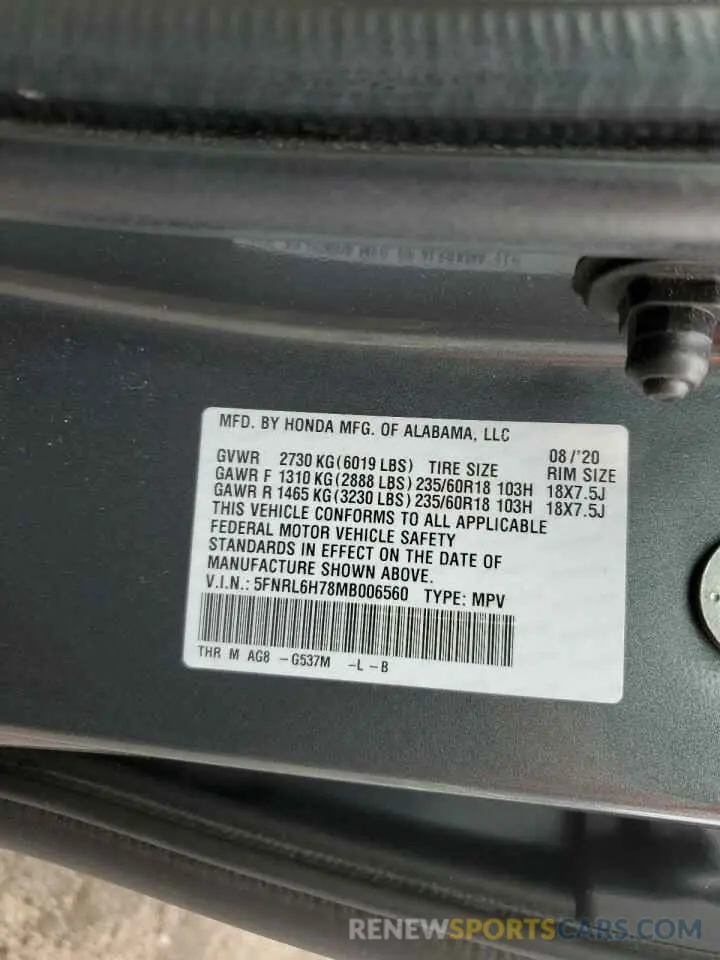 MFD. BY HONDA MFG. OF ALABAMA, LLC
GVWR 2730 KG(6019 LBS) TIRE SIZE 08/'20 RIM SIZE
GAWR F 1310 KG(2888 LBS) 235/60R18 103H 18X7.5J
GAWR R 1465 KG(3230 LBS) 235/60R18 103H 18X7.5J
THIS VEHICLE CONFORMS TO ALL APPLICABLE
FEDERAL MOTOR VEHICLE SAFETY
STANDARDS IN EFFECT ON THE DATE OF
MANUFACTURE SHOWN ABOVE.
V.I.N.: 5FNRL6H78MB006560 TYPE: MPV
THR M AG8 -G537M -L -B
RENEWSPORTSCARS.COM